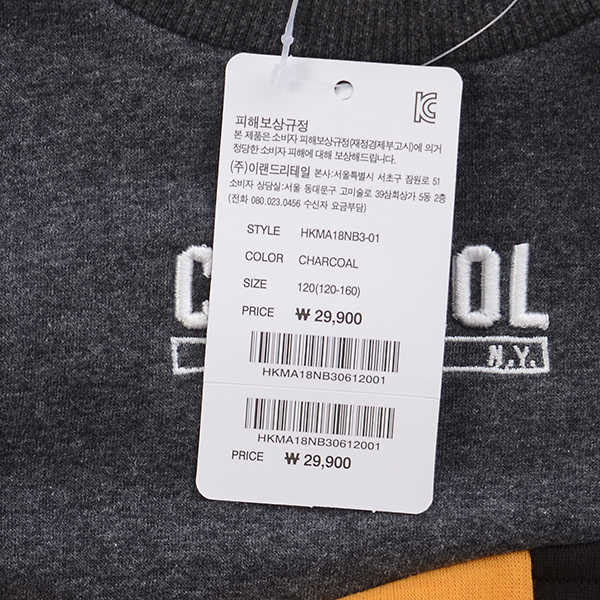 피해보상규정
본 제품은 소비자 피해보상규정(재정경제부고시)에 의거
정당한 소비자 피해에 대해 보상해드립니다.
(주)이랜드리테일 본사:서울특별시 서초구 잠원로 51
소비자 상담실:서울 동대문구 고미술로 39삼희상가 5동 2층
(전화 080.023.0456 수신자 요금부담)
STYLE HKMA18NB3-01
COLOR CHARCOAL
SIZE 120(120-160)
PRICE ₩ 29,900
HKMA18NB30612001
HKMA18NB30612001
PRICE ₩ 29,900
N.Y.